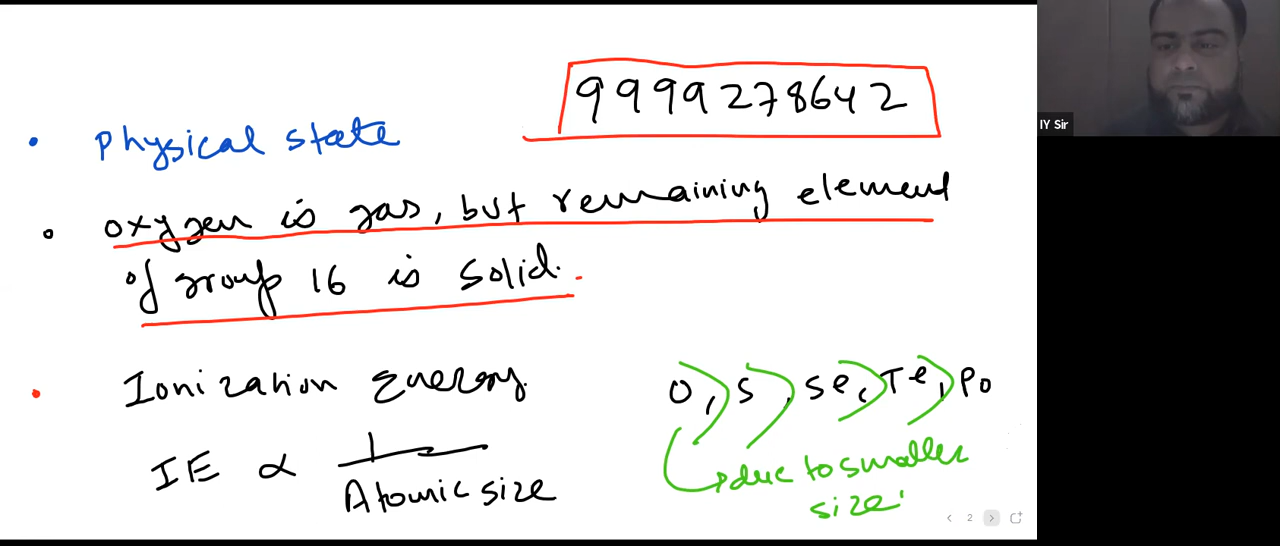 9999278642
IY Sir
• Physical state
• oxygen is gas, but remaining element
of group 16 is solid.
• Ionization Energy
O, > S, > Se, > Te, > Po
IE ∝ 1
Atomic size
due to smaller
size
2